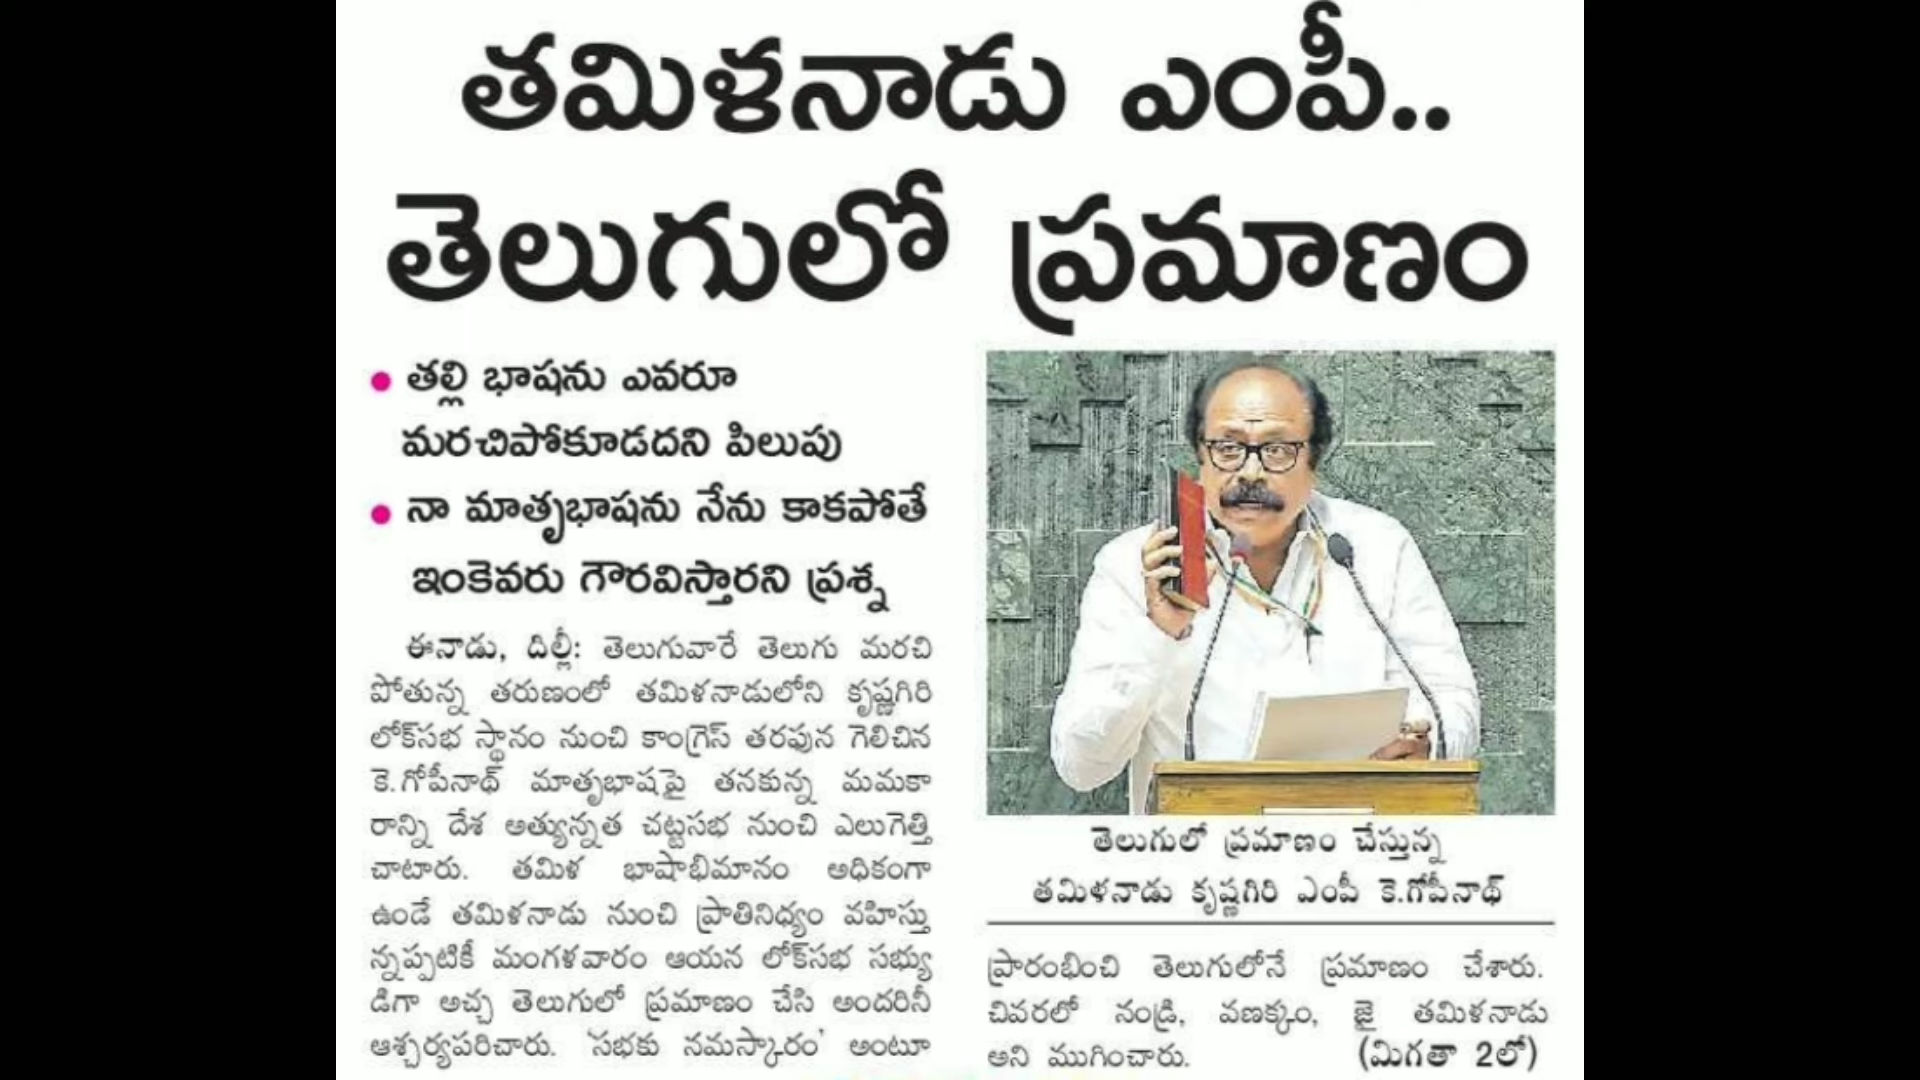 తమిళనాడు ఎంపీ..
తెలుగులో ప్రమాణం
• తల్లి భాషను ఎవరూ
మరచిపోకూడదని పిలుపు
• నా మాతృభాషను నేను కాకపోతే
ఇంకెవరు గౌరవిస్తారని ప్రశ్న
ఈనాడు, దిల్లీ: తెలుగువారే తెలుగు మరచి
పోతున్న తరుణంలో తమిళనాడులోని కృష్ణగిరి
లోక్‌సభ స్థానం నుంచి కాంగ్రెస్ తరఫున గెలిచిన
కె.గోపీనాథ్ మాతృభాషపై తనకున్న మమకా
రాన్ని దేశ అత్యున్నత చట్టసభ నుంచి ఎలుగెత్తి
చాటారు. తమిళ భాషాభిమానం అధికంగా
ఉండే తమిళనాడు నుంచి ప్రాతినిధ్యం వహిస్తు
న్నప్పటికీ మంగళవారం ఆయన లోక్‌సభ సభ్యు
డిగా అచ్చ తెలుగులో ప్రమాణం చేసి అందరినీ
ఆశ్చర్యపరిచారు. ‘సభకు నమస్కారం’ అంటూ
తెలుగులో ప్రమాణం చేస్తున్న
తమిళనాడు కృష్ణగిరి ఎంపీ కె.గోపీనాథ్
ప్రారంభించి తెలుగులోనే ప్రమాణం చేశారు.
చివరలో నండ్రి, వణక్కం, జై తమిళనాడు
అని ముగించారు. (మిగతా 2లో)